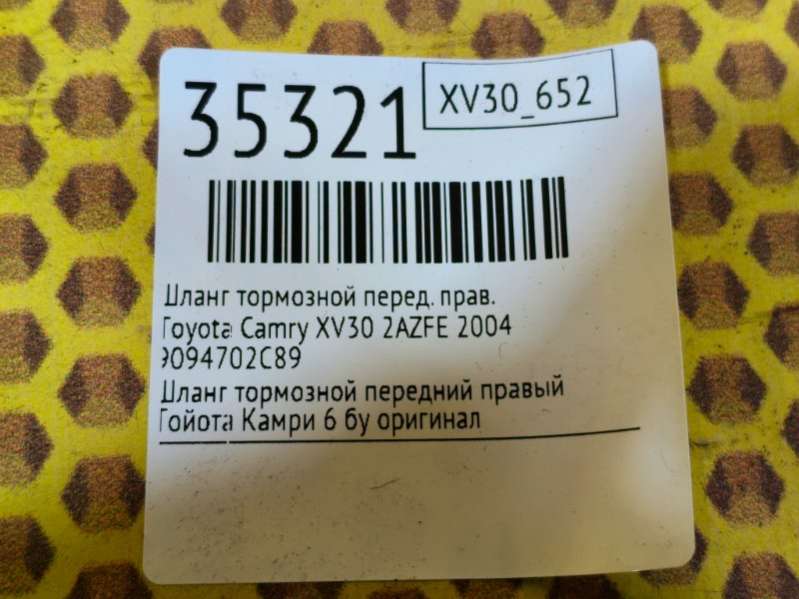 35321
XV30_652
Шланг тормозной перед. прав.
Toyota Camry XV30 2AZFE 2004
9094702C89
Шланг тормозной передний правый
Тойота Камри 6 бу оригинал